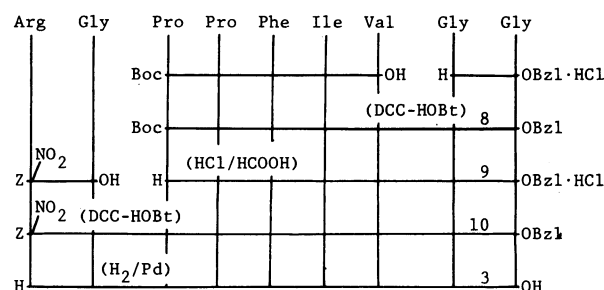 Arg Gly Pro Pro Phe Ile Val Gly Gly
Boc OH H OBzl·HCl
Boc (DCC-HOBt) 8 OBzl
Z NO2 OH H (HCl/HCOOH) 9 OBzl·HCl
Z NO2 (DCC-HOBt) 10 OBzl
H (H2/Pd) 3 OH